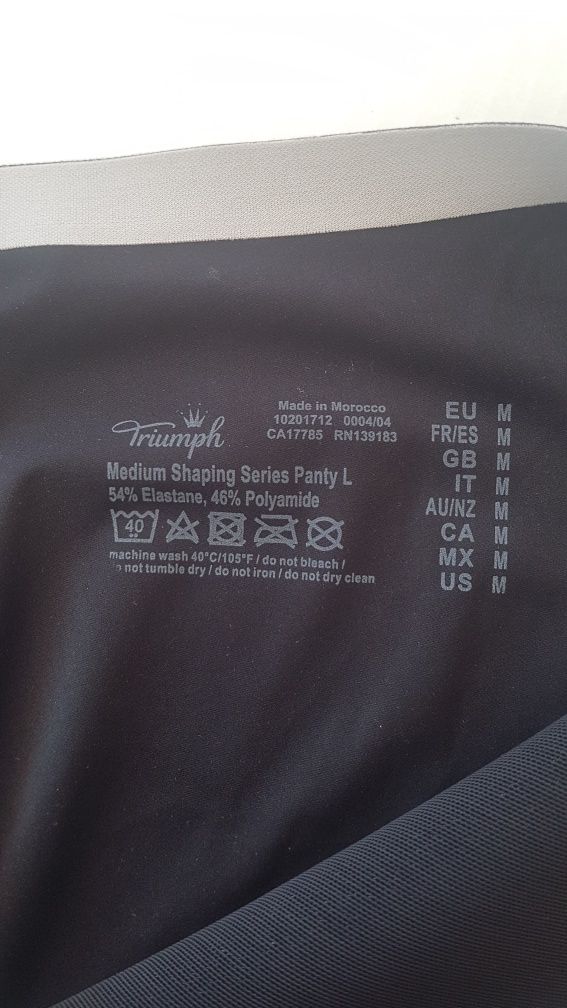 Triumph
Made in Morocco
10201712 0004/04
CA17785 RN139183
Medium Shaping Series Panty L
54% Elastane, 46% Polyamide
40
machine wash 40°C/105°F / do not bleach /
not tumble dry / do not iron / do not dry clean
EU M
FR/ES M
GB M
IT M
AU/NZ M
CA M
MX M
US M